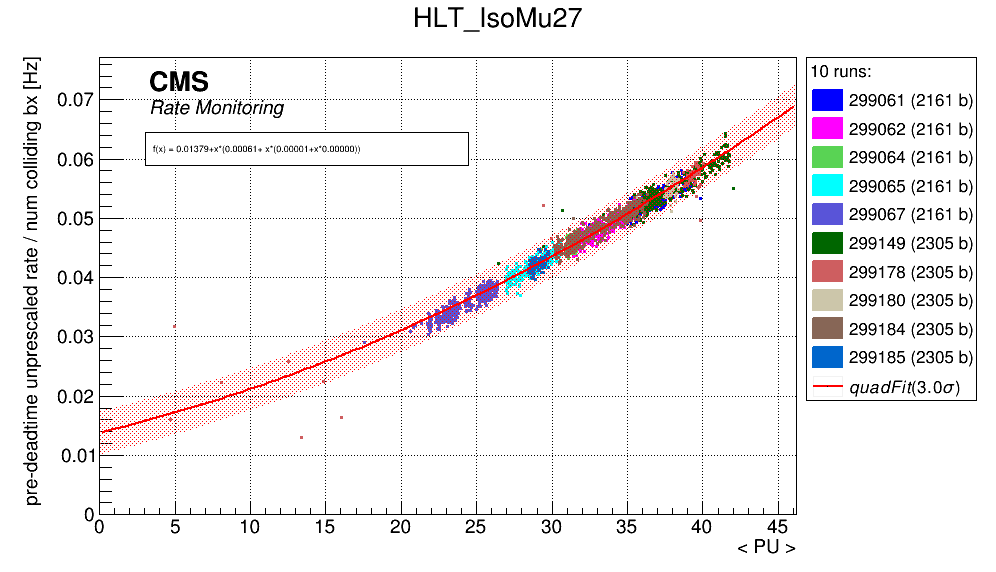 HLT_IsoMu27
pre-deadtime unprescaled rate / num colliding bx [Hz]
CMS
Rate Monitoring
f(x) = 0.01379+x*(0.00061+ x*(0.00001+x*0.00000))
0.07
0.06
0.05
0.04
0.03
0.02
0.01
0
0 5 10 15 20 25 30 35 40 45
< PU >
10 runs:
299061 (2161 b)
299062 (2161 b)
299064 (2161 b)
299065 (2161 b)
299067 (2161 b)
299149 (2305 b)
299178 (2305 b)
299180 (2305 b)
299184 (2305 b)
299185 (2305 b)
quadFit(3.0σ)